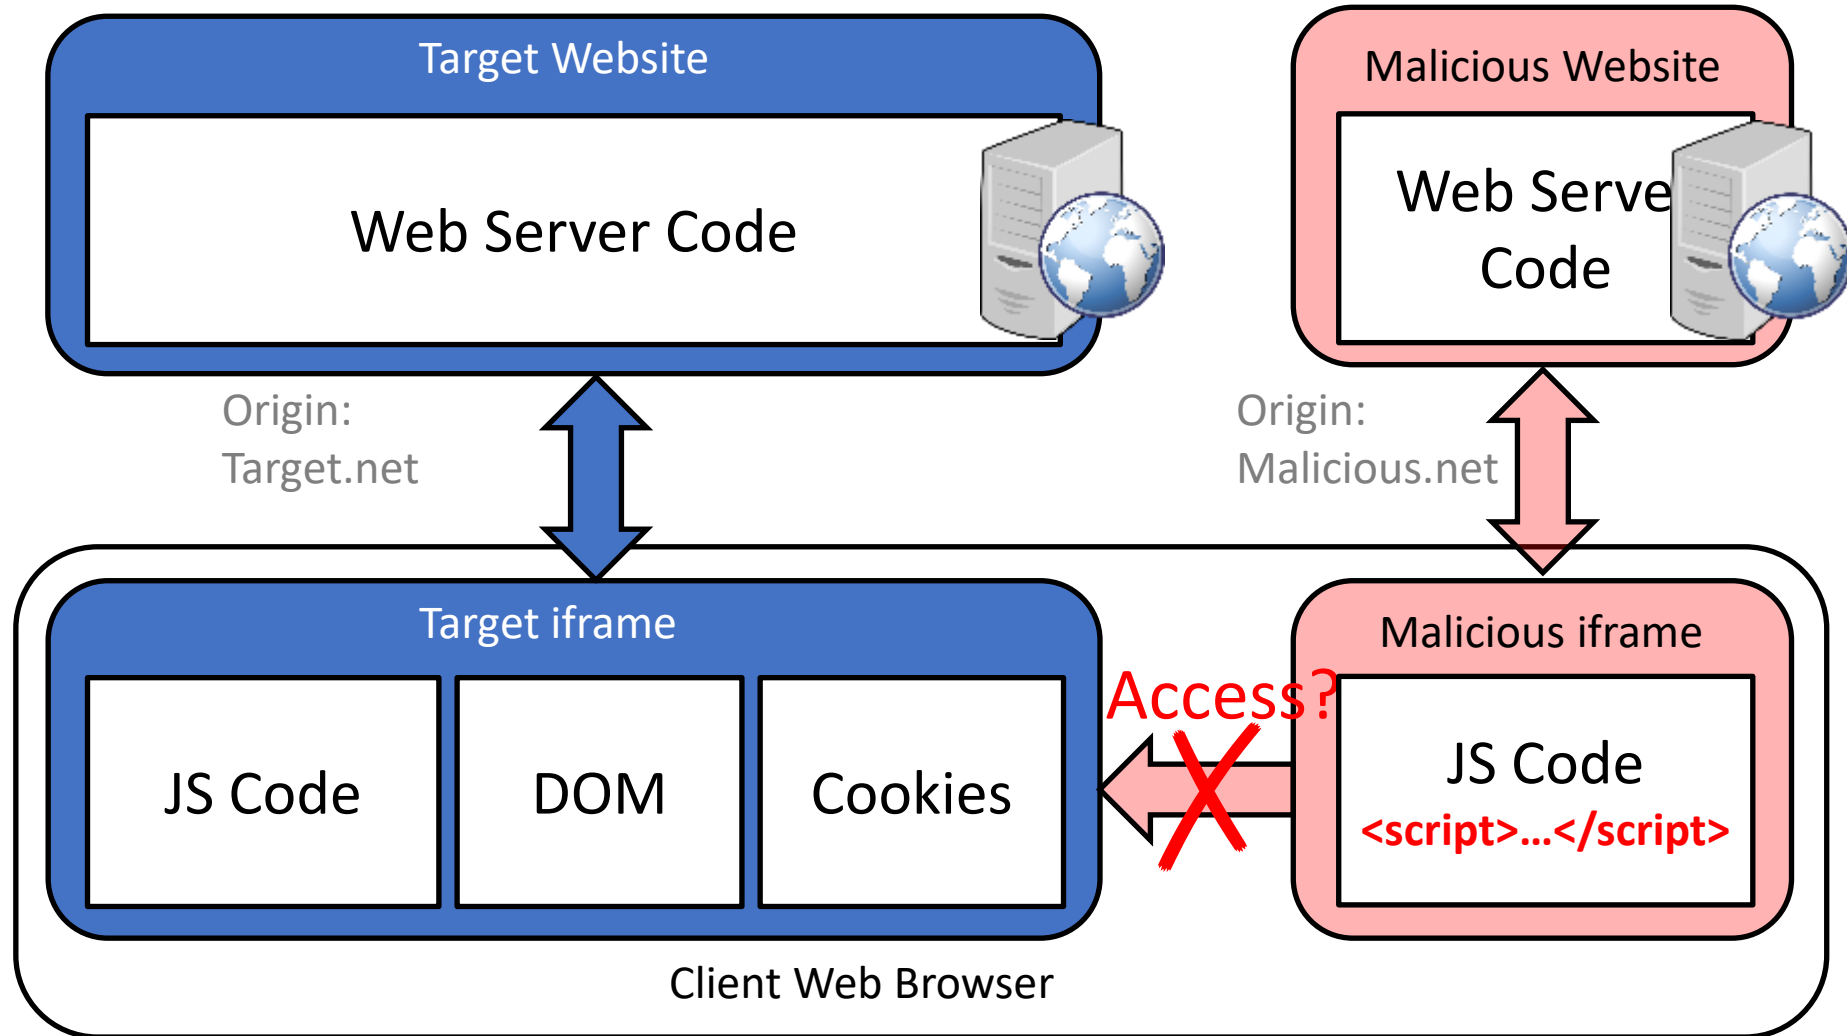 Target Website
Web Server Code
Malicious Website
Web Serve
Code
Origin:
Target.net
Origin:
Malicious.net
Target iframe
JS Code
DOM
Cookies
Access?
Malicious iframe
JS Code
<script>...</script>
Client Web Browser